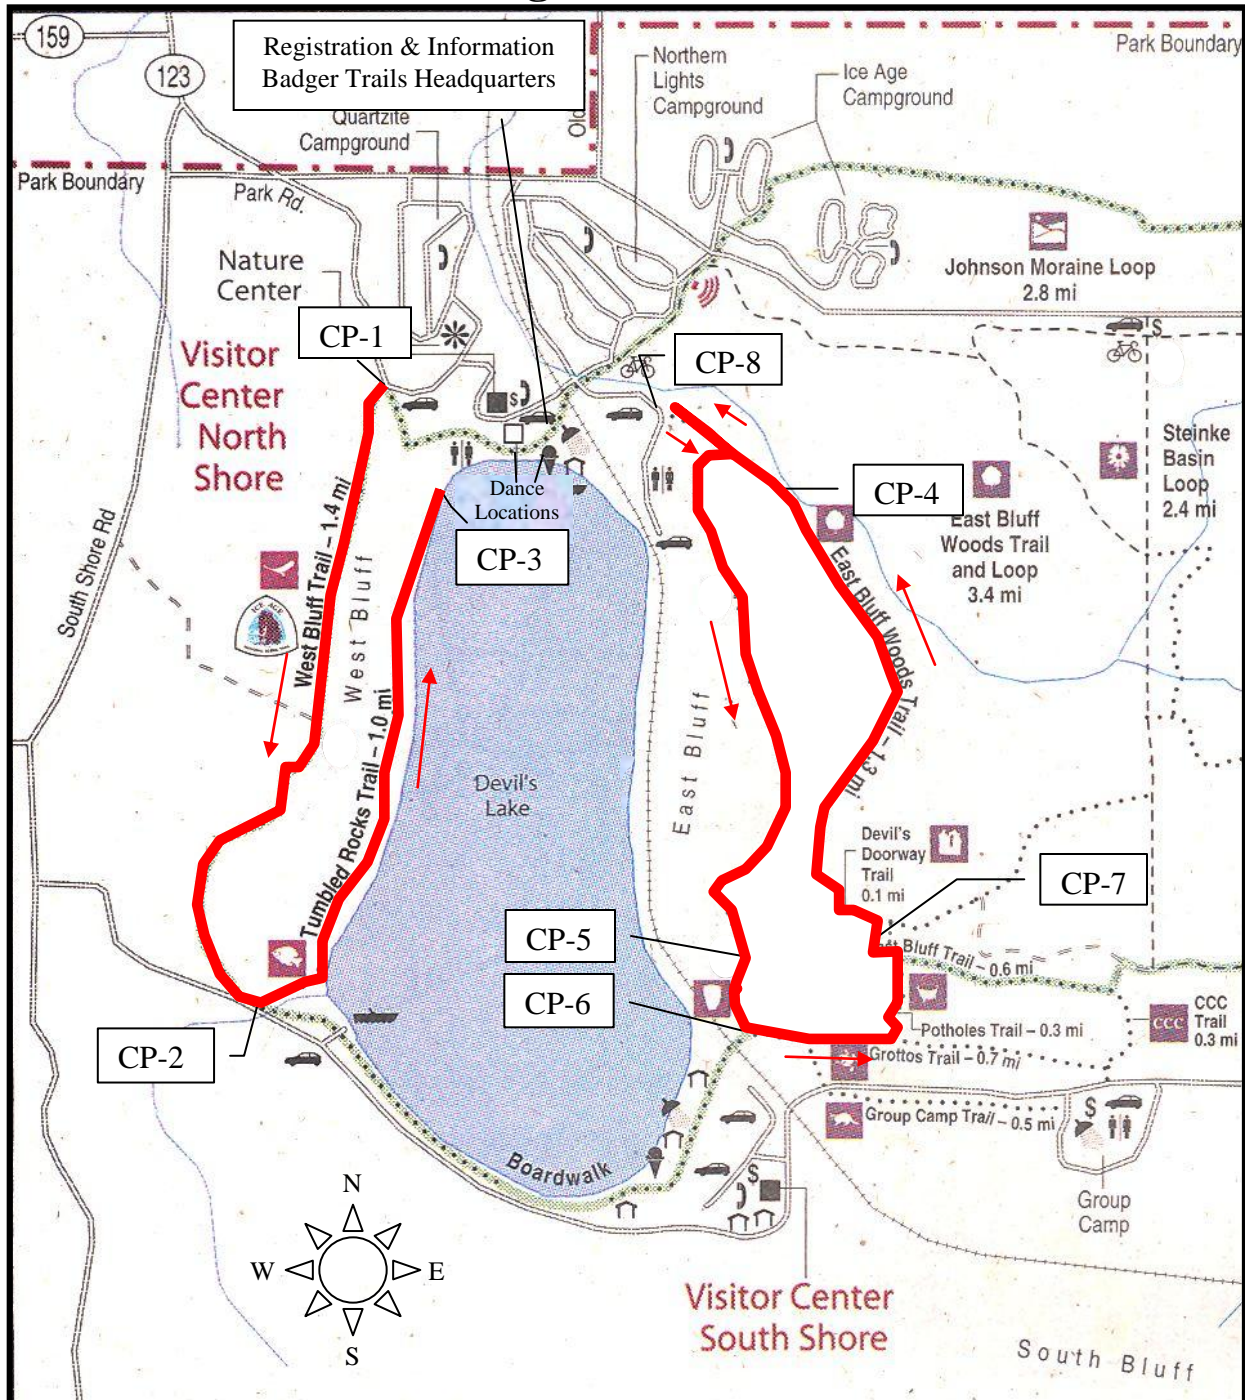 159
123
Registration & Information
Badger Trails Headquarters
Park Boundary
Northern
Lights
Campground
Ice Age
Campground
Old
Quartzite
Campground
Park Boundary
Park Rd.
Nature
Center
Johnson Moraine Loop
2.8 mi
CP-1
$
Visitor
Center
North
Shore
CP-8
$
Steinke
Basin
Loop
2.4 mi
CP-4
Dance
Locations
CP-3
East Bluff
Woods Trail
and Loop
3.4 mi
South Shore Rd
West Bluff Trail – 1.4 mi
West Bluff
ICE AGE
East Bluff Woods Trail – 1.3 mi
Tumbled Rocks Trail – 1.0 mi
East Bluff
Devil's
Lake
Devil's
Doorway
Trail
0.1 mi
CP-7
CP-5
Bluff Trail – 0.6 mi
CP-6
Potholes Trail – 0.3 mi
CCC
CCC
Trail
0.3 mi
CP-2
Grottos Trail – 0.7 mi
Group Camp Trail – 0.5 mi
$
Boardwalk
$
Group
Camp
N
W
E
S
Visitor Center
South Shore
South Bluff